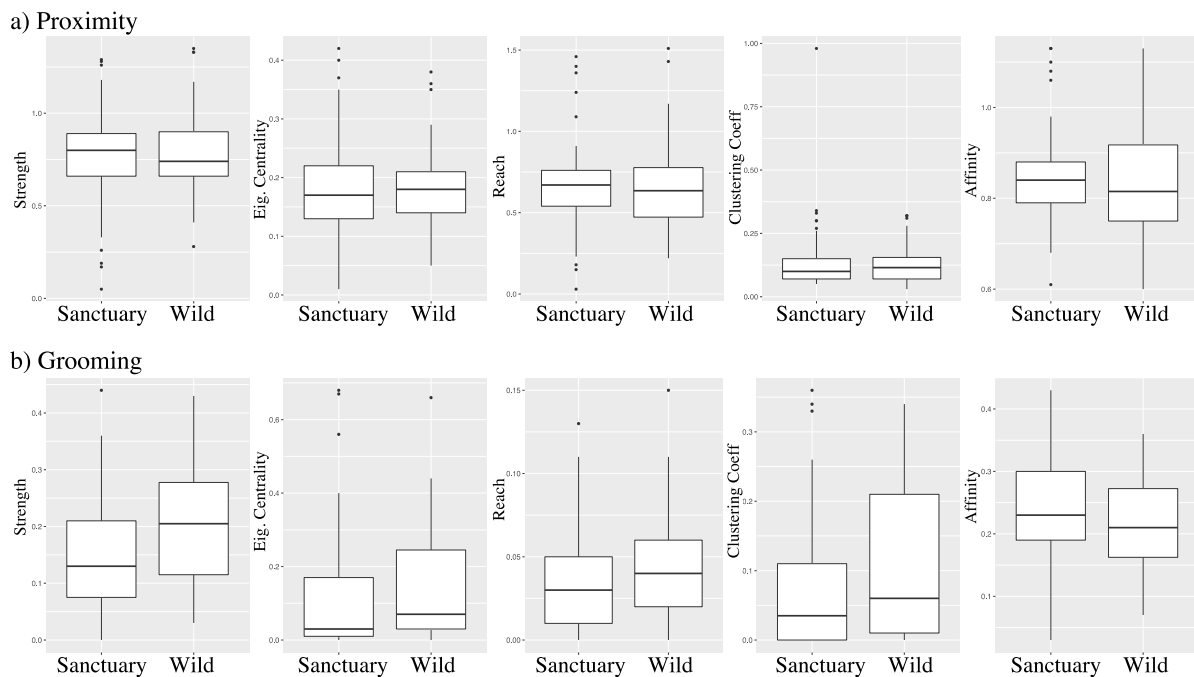 a) Proximity
Strength
1.0
0.5
0.0
Sanctuary Wild
Eig. Centrality
0.4
0.3
0.2
0.1
0.0
Sanctuary Wild
Reach
1.5
1.0
0.5
0.0
Sanctuary Wild
Clustering Coeff
1.00
0.75
0.50
0.25
0.00
Sanctuary Wild
Affinity
1.0
0.8
0.6
Sanctuary Wild
b) Grooming
Strength
0.4
0.3
0.2
0.1
0.0
Sanctuary Wild
Eig. Centrality
0.6
0.4
0.2
0.0
Sanctuary Wild
Reach
0.15
0.10
0.05
0.00
Sanctuary Wild
Clustering Coeff
0.3
0.2
0.1
0.0
Sanctuary Wild
Affinity
0.4
0.3
0.2
0.1
Sanctuary Wild